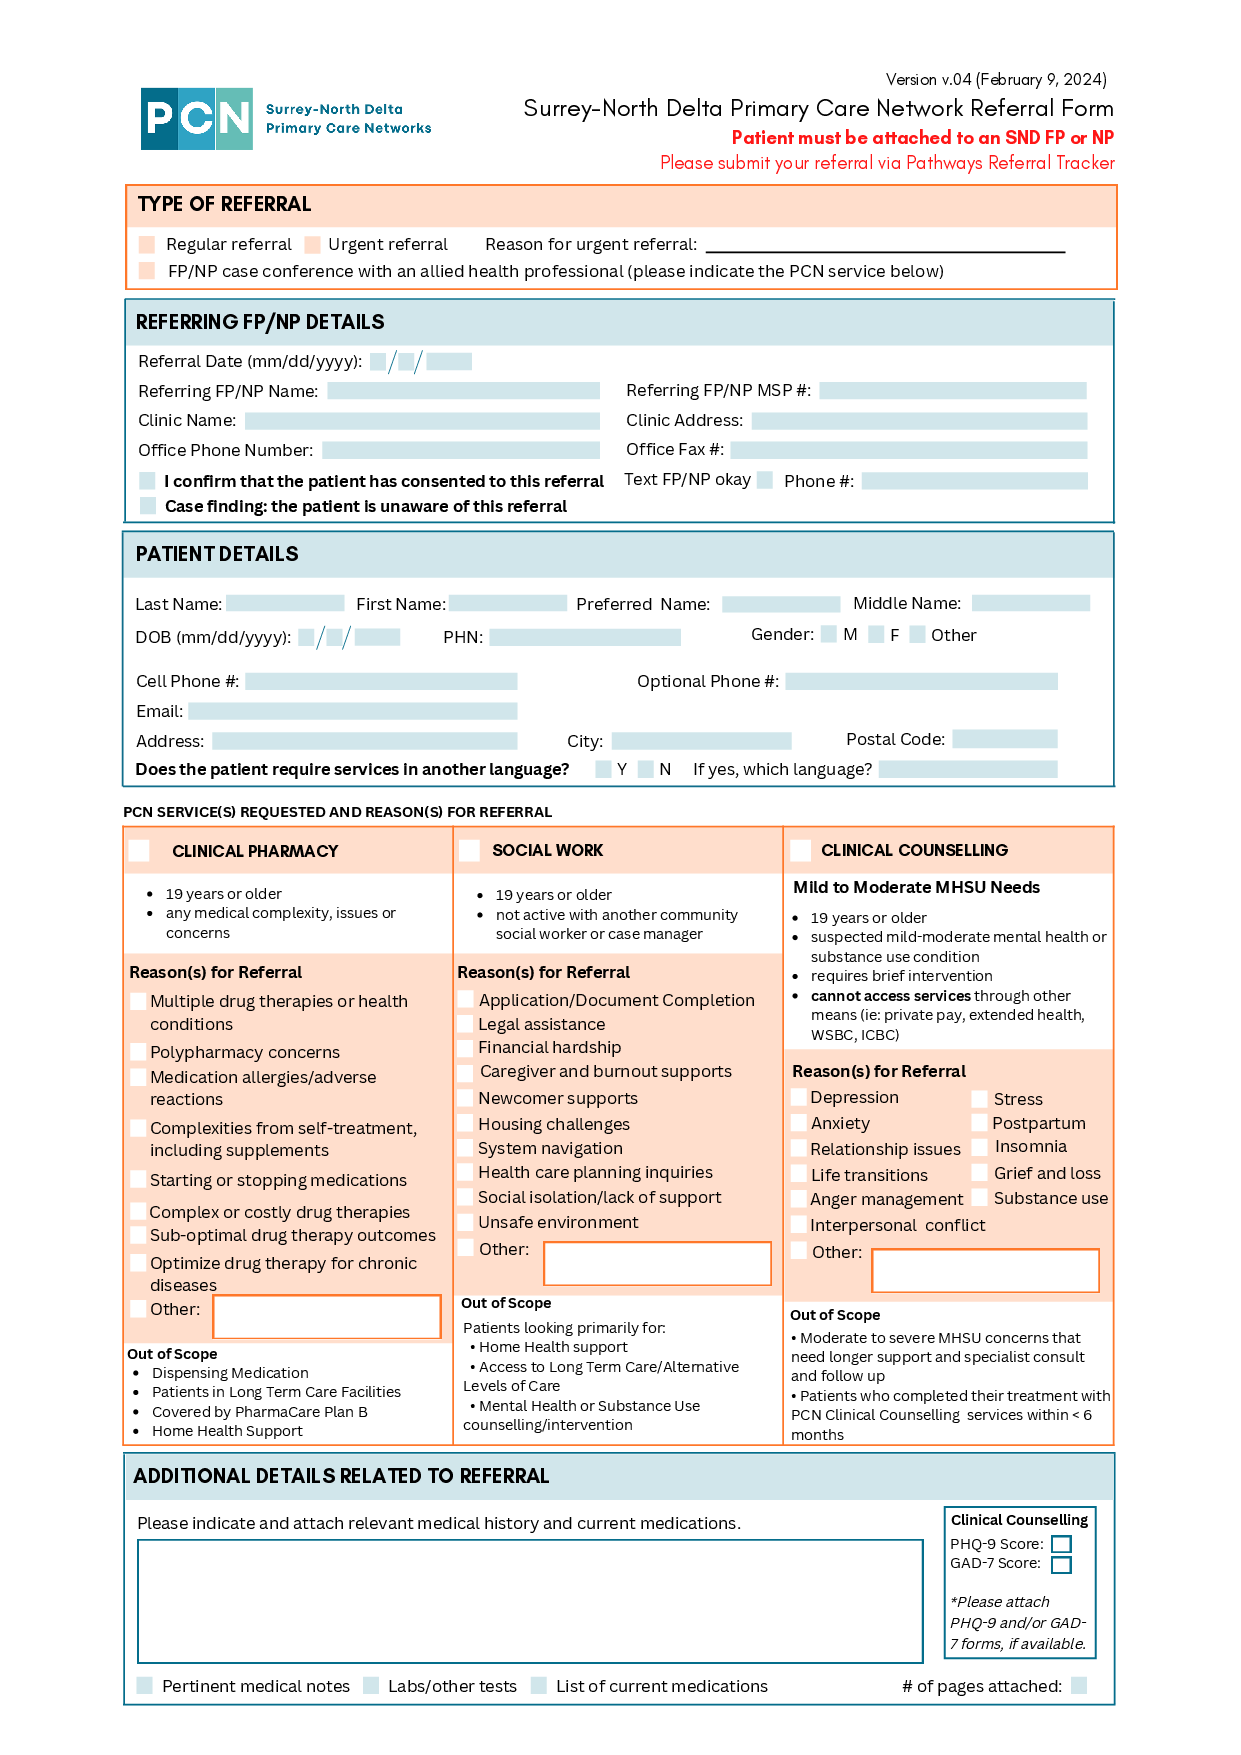 Version v.04 (February 9, 2024)
PCN Surrey-North Delta
Primary Care Networks
Surrey-North Delta Primary Care Network Referral Form
Patient must be attached to an SND FP or NP
Please submit your referral via Pathways Referral Tracker
TYPE OF REFERRAL
Regular referral Urgent referral Reason for urgent referral:
FP/NP case conference with an allied health professional (please indicate the PCN service below)
REFERRING FP/NP DETAILS
Referral Date (mm/dd/yyyy): / /
Referring FP/NP Name: Referring FP/NP MSP #:
Clinic Name: Clinic Address:
Office Phone Number: Office Fax #:
I confirm that the patient has consented to this referral Text FP/NP okay Phone #:
Case finding: the patient is unaware of this referral
PATIENT DETAILS
Last Name: First Name: Preferred Name: Middle Name:
DOB (mm/dd/yyyy): / / PHN: Gender: M F Other
Cell Phone #: Optional Phone #:
Email:
Address: City: Postal Code:
Does the patient require services in another language? Y N If yes, which language?
PCN SERVICE(S) REQUESTED AND REASON(S) FOR REFERRAL
CLINICAL PHARMACY
• 19 years or older
• any medical complexity, issues or
concerns
Reason(s) for Referral
Multiple drug therapies or health
conditions
Polypharmacy concerns
Medication allergies/adverse
reactions
Complexities from self-treatment,
including supplements
Starting or stopping medications
Complex or costly drug therapies
Sub-optimal drug therapy outcomes
Optimize drug therapy for chronic
diseases
Other:
Out of Scope
• Dispensing Medication
• Patients in Long Term Care Facilities
• Covered by PharmaCare Plan B
• Home Health Support
SOCIAL WORK
• 19 years or older
• not active with another community
social worker or case manager
Reason(s) for Referral
Application/Document Completion
Legal assistance
Financial hardship
Caregiver and burnout supports
Newcomer supports
Housing challenges
System navigation
Health care planning inquiries
Social isolation/lack of support
Unsafe environment
Other:
Out of Scope
Patients looking primarily for:
• Home Health support
• Access to Long Term Care/Alternative
Levels of Care
• Mental Health or Substance Use
counselling/intervention
CLINICAL COUNSELLING
Mild to Moderate MHSU Needs
• 19 years or older
• suspected mild-moderate mental health or
substance use condition
• requires brief intervention
• cannot access services through other
means (ie: private pay, extended health,
WSBC, ICBC)
Reason(s) for Referral
Depression Stress
Anxiety Postpartum
Relationship issues Insomnia
Life transitions Grief and loss
Anger management Substance use
Interpersonal conflict
Other:
Out of Scope
• Moderate to severe MHSU concerns that
need longer support and specialist consult
and follow up
• Patients who completed their treatment with
PCN Clinical Counselling services within < 6
months
ADDITIONAL DETAILS RELATED TO REFERRAL
Please indicate and attach relevant medical history and current medications.
Clinical Counselling
PHQ-9 Score:
GAD-7 Score:
*Please attach
PHQ-9 and/or GAD-
7 forms, if available.
Pertinent medical notes Labs/other tests List of current medications # of pages attached: